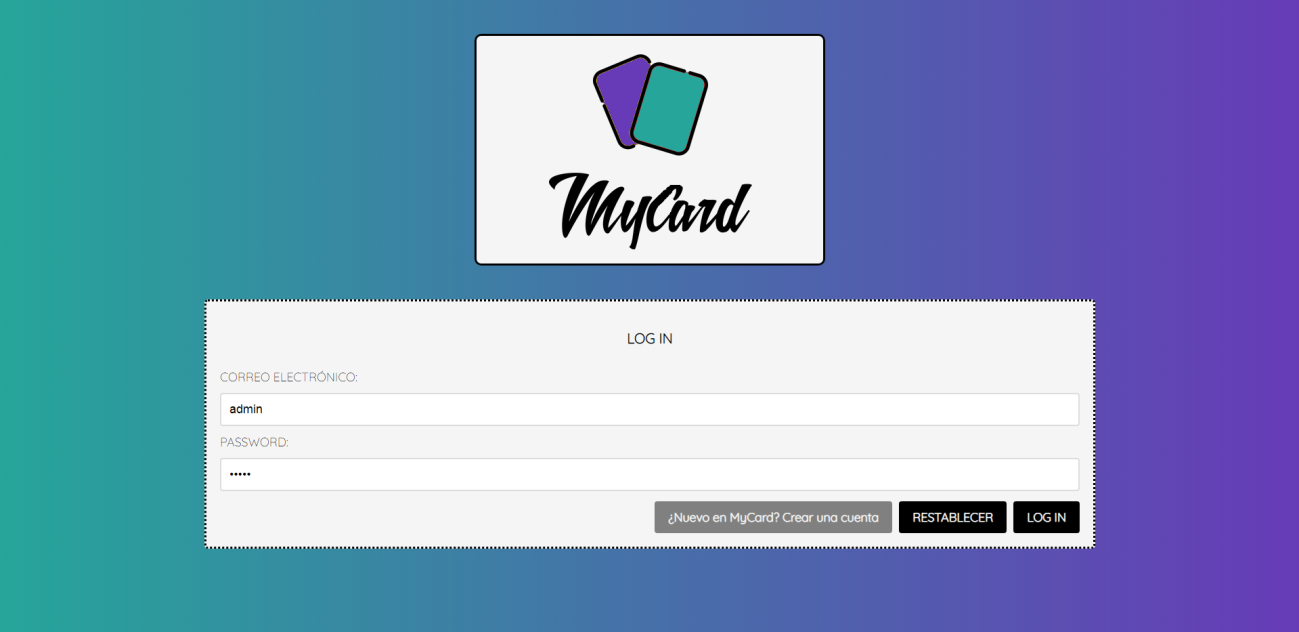 MyCard
LOG IN
CORREO ELECTRÓNICO:
admin
PASSWORD:
•••••
¿Nuevo en MyCard? Crear una cuenta RESTABLECER LOG IN